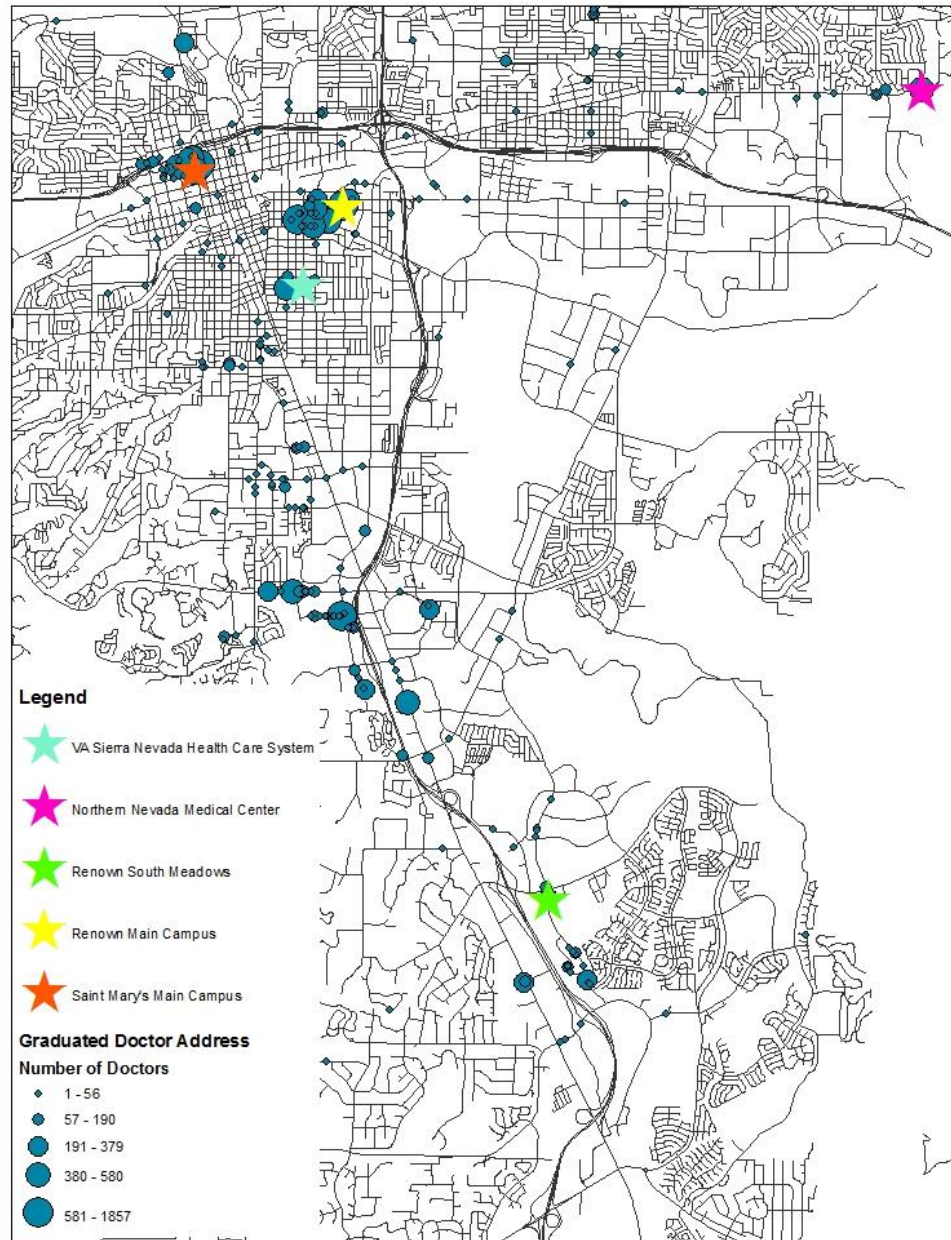 Legend
VA Sierra Nevada Health Care System
Northern Nevada Medical Center
Renown South Meadows
Renown Main Campus
Saint Mary's Main Campus
Graduated Doctor Address
Number of Doctors
1 - 56
57 - 190
191 - 379
380 - 580
581 - 1857